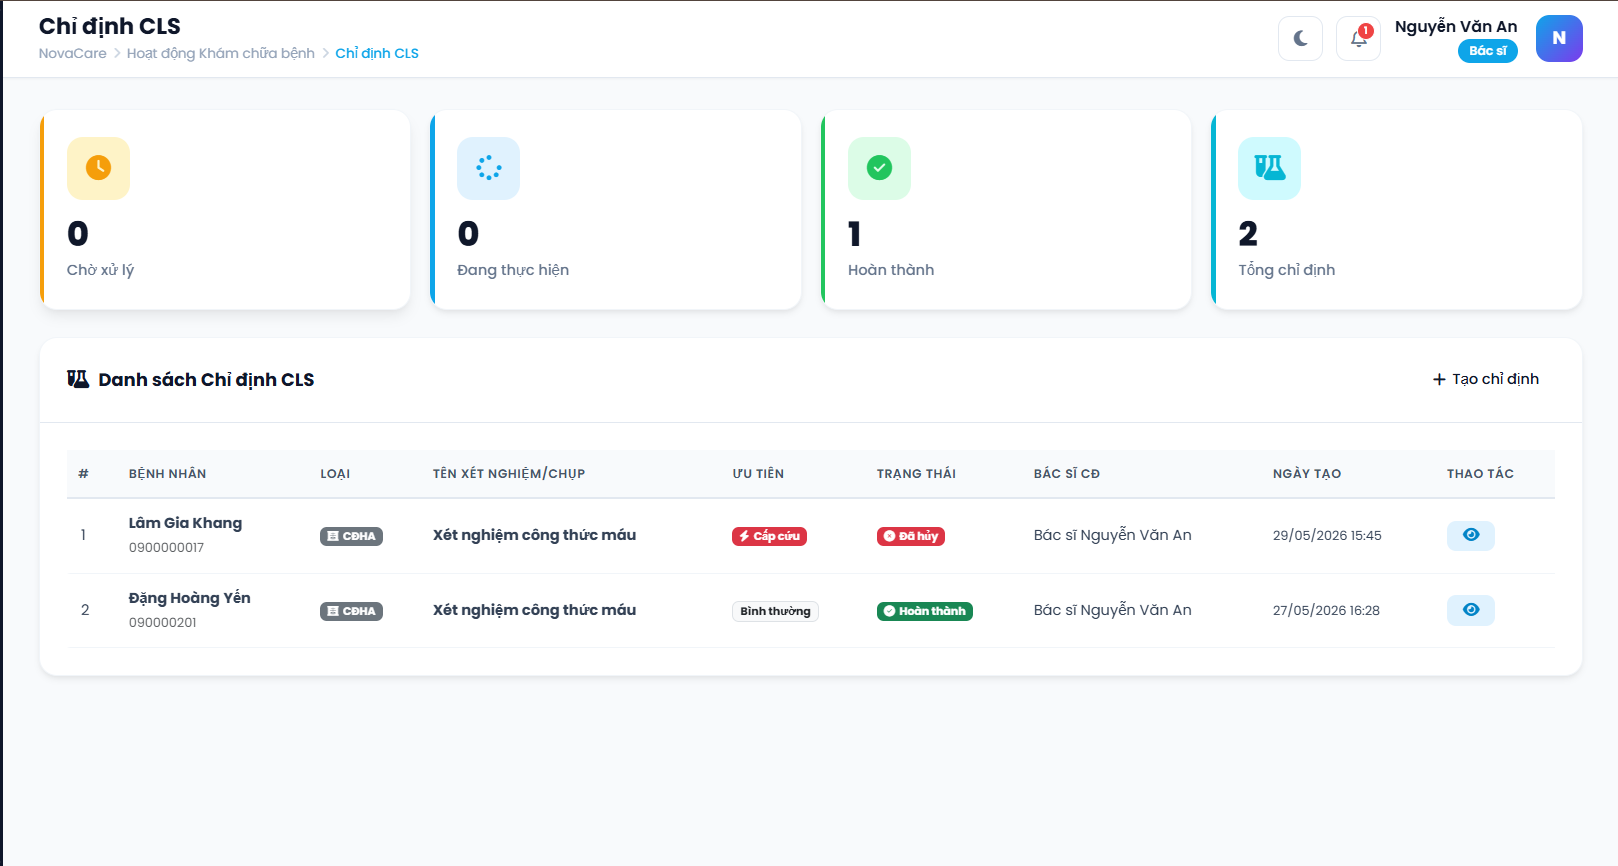 Chỉ định CLS
NovaCare > Hoạt động Khám chữa bệnh > Chỉ định CLS
1
Nguyễn Văn An
Bác sĩ
N
0
Chờ xử lý
0
Đang thực hiện
1
Hoàn thành
2
Tổng chỉ định
Danh sách Chỉ định CLS
+ Tạo chỉ định
# BỆNH NHÂN LOẠI TÊN XÉT NGHIỆM/CHỤP ƯU TIÊN TRẠNG THÁI BÁC SĨ CĐ NGÀY TẠO THAO TÁC
1 Lâm Gia Khang CĐHA Xét nghiệm công thức máu Cấp cứu Đã hủy Bác sĩ Nguyễn Văn An 29/05/2026 15:45
0900000017
2 Đặng Hoàng Yến CĐHA Xét nghiệm công thức máu Bình thường Hoàn thành Bác sĩ Nguyễn Văn An 27/05/2026 16:28
090000201